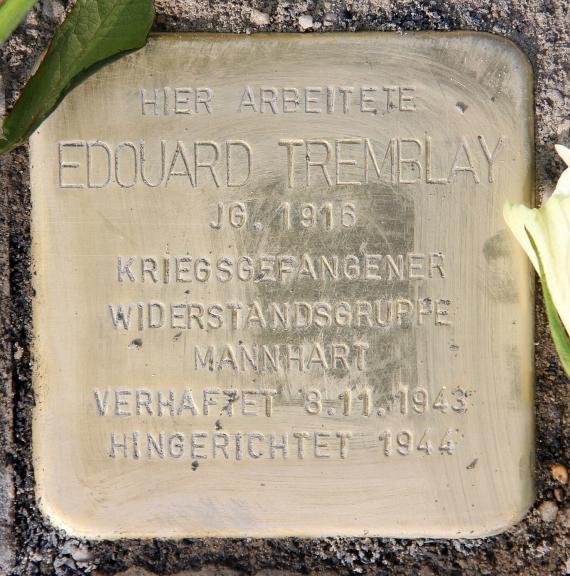 HIER ARBEITETE
EDOUARD TREMBLAY
JG. 1916
KRIEGSGEFANGENER
WIDERSTANDSGRUPPE
MANNHART
VERHAFTET 8.11.1943
HINGERICHTET 1944